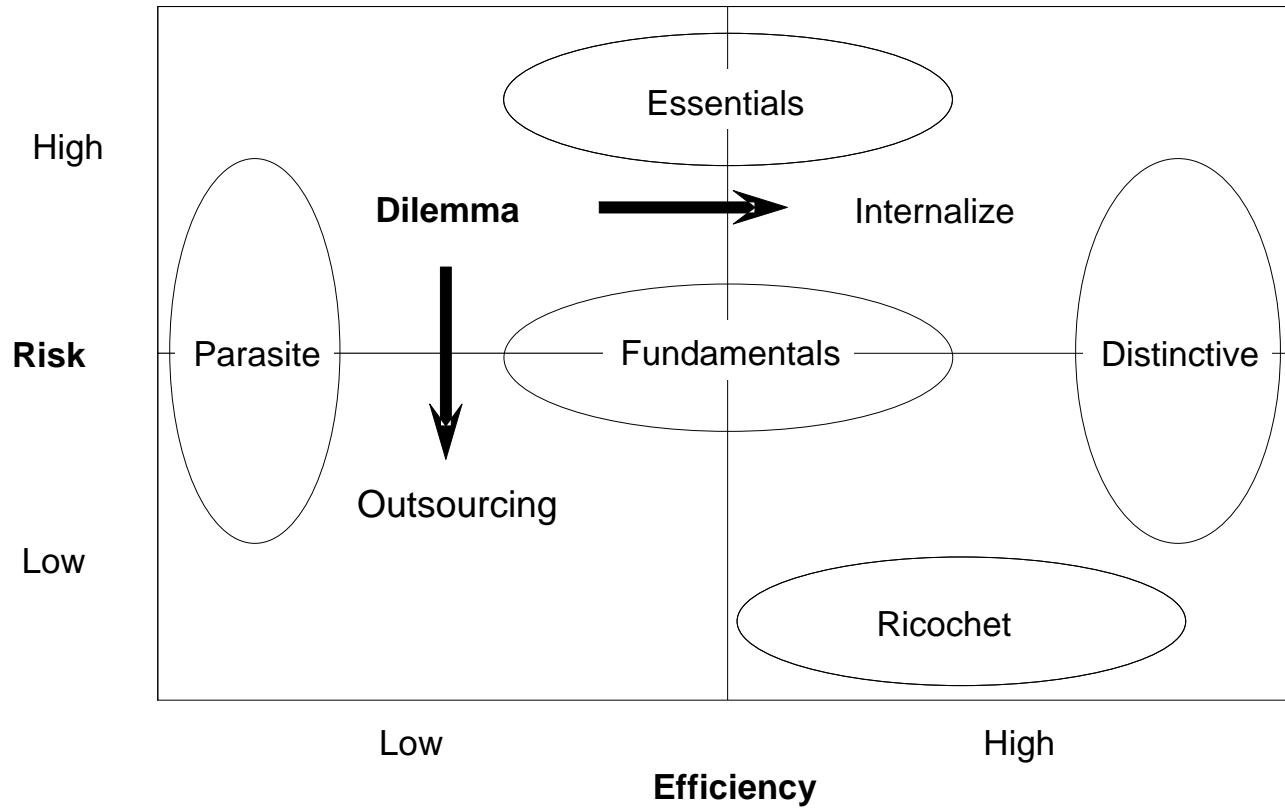 Essentials
High
Dilemma
Internalize
Risk
Parasite
Fundamentals
Distinctive
Outsourcing
Low
Ricochet
Low
High
Efficiency